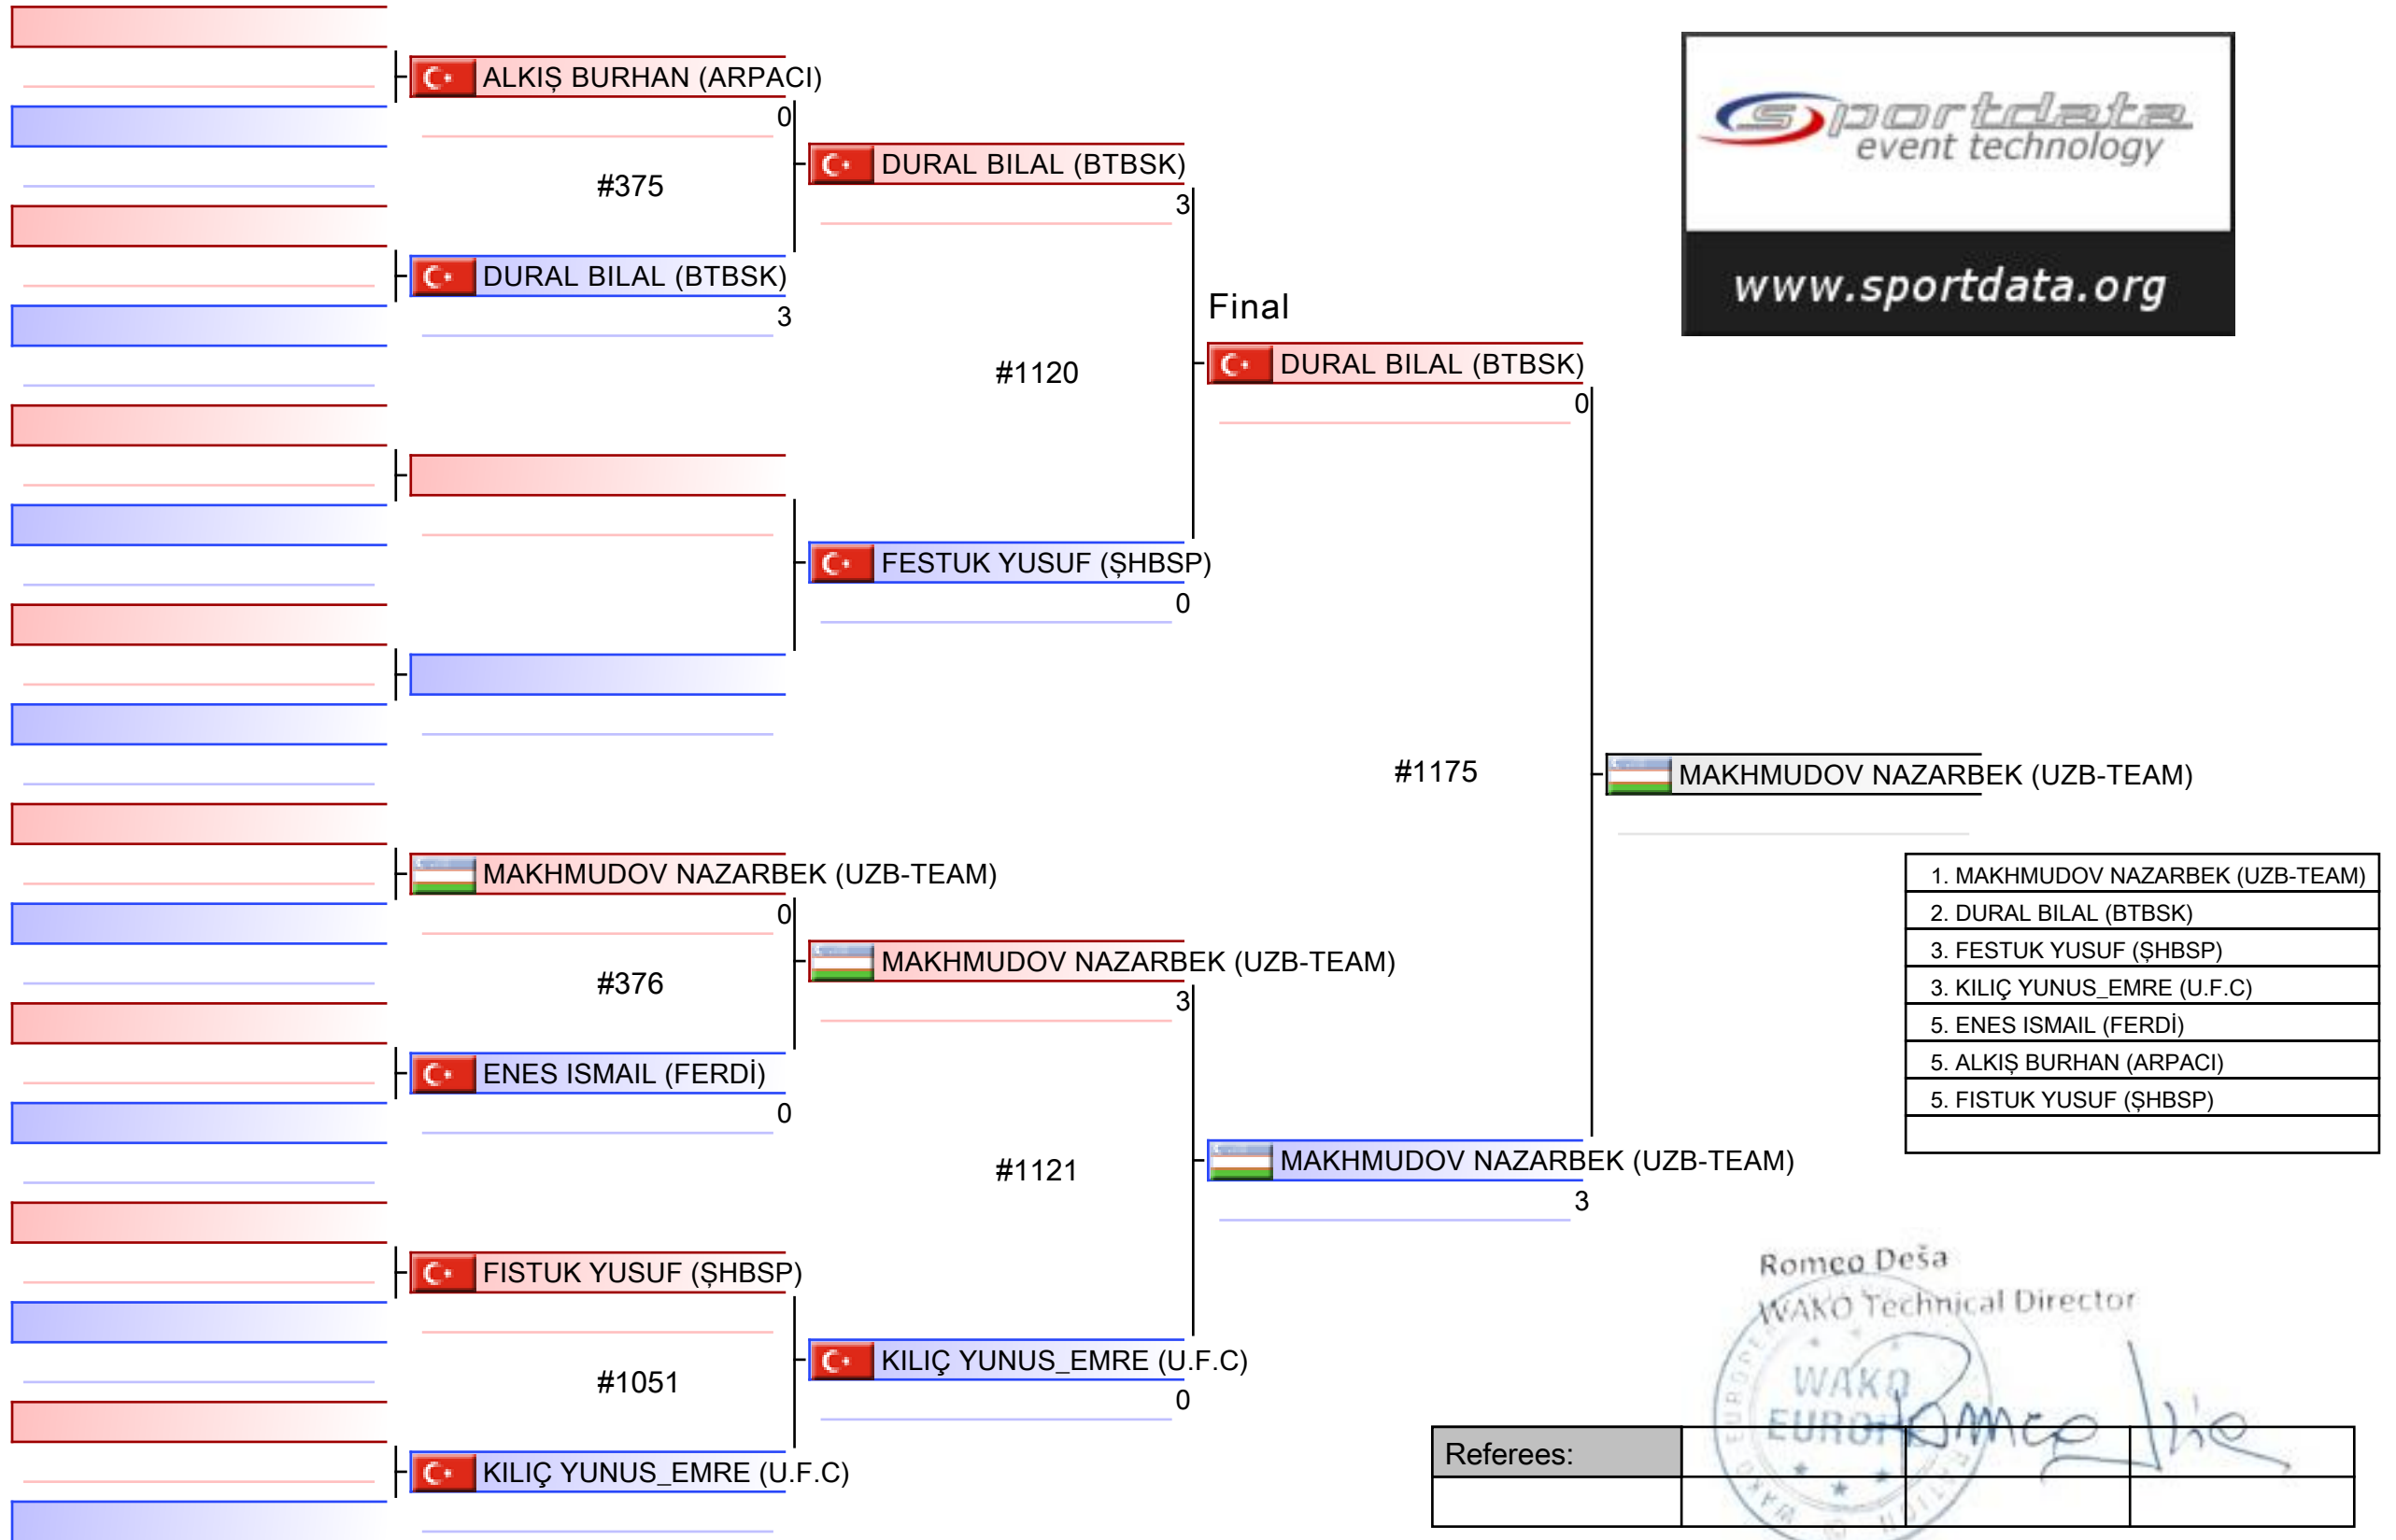 ALKIŞ BURHAN (ARPACI)
0
#375
DURAL BILAL (BTBSK)
3
DURAL BILAL (BTBSK)
3
#1120
FESTUK YUSUF (ŞHBSP)
0
Final
DURAL BILAL (BTBSK)
0
#1175
MAKHMUDOV NAZARBEK (UZB-TEAM)
MAKHMUDOV NAZARBEK (UZB-TEAM)
0
#376
ENES ISMAIL (FERDİ)
0
MAKHMUDOV NAZARBEK (UZB-TEAM)
3
#1121
MAKHMUDOV NAZARBEK (UZB-TEAM)
3
FISTUK YUSUF (ŞHBSP)
#1051
KILIÇ YUNUS_EMRE (U.F.C)
KILIÇ YUNUS_EMRE (U.F.C)
0
sportdata
event technology
www.sportdata.org
1. MAKHMUDOV NAZARBEK (UZB-TEAM)
2. DURAL BILAL (BTBSK)
3. FESTUK YUSUF (ŞHBSP)
3. KILIÇ YUNUS_EMRE (U.F.C)
5. ENES ISMAIL (FERDİ)
5. ALKIŞ BURHAN (ARPACI)
5. FISTUK YUSUF (ŞHBSP)
Romeo Deša
WAKO Technical Director
WAKO
EUROPE
Referees: